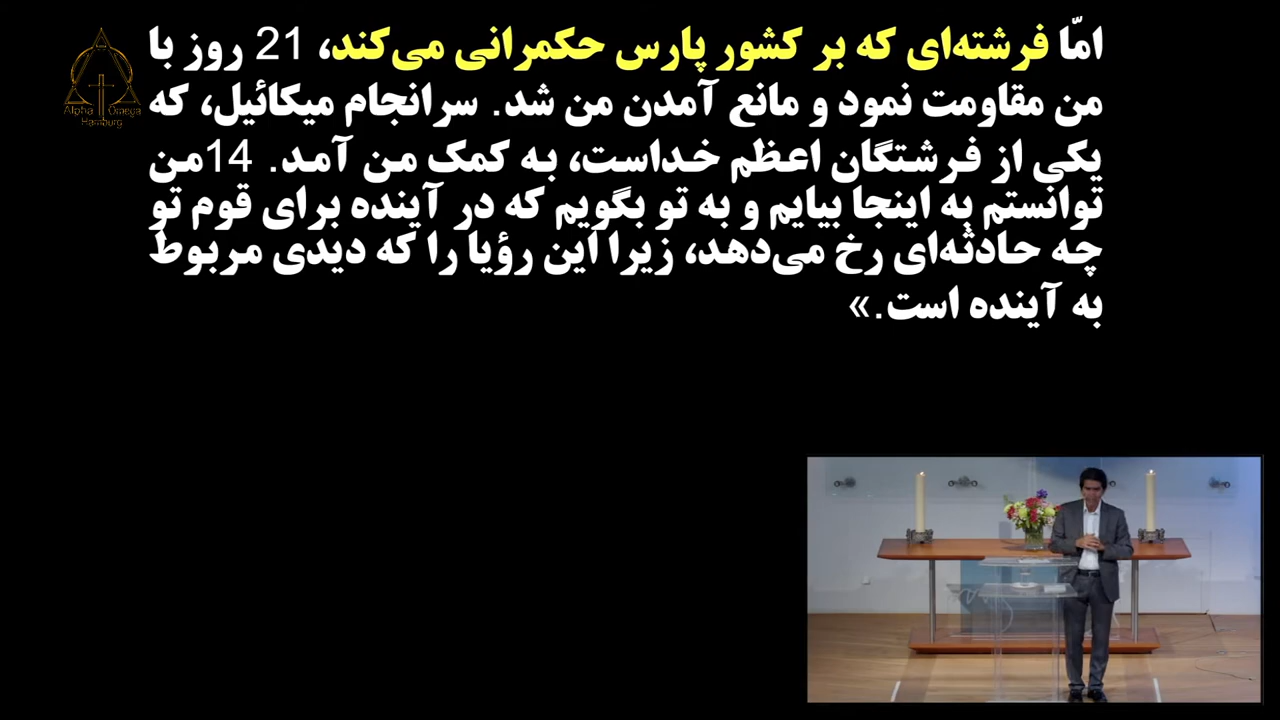 امّا فرشته‌ای که بر کشور پارس حکمرانی می‌کند، 21 روز با
من مقاومت نمود و مانع آمدن من شد. سرانجام میکائیل، که
یکی از فرشتگان اعظم خداست، به کمک من آمد. 14من
توانستم به اینجا بیایم و به تو بگویم که در آینده برای قوم تو
چه حادثه‌ای رخ می‌دهد، زیرا این رؤیا را که دیدی مربوط
به آینده است.»
Alpha Omega
Hamburg